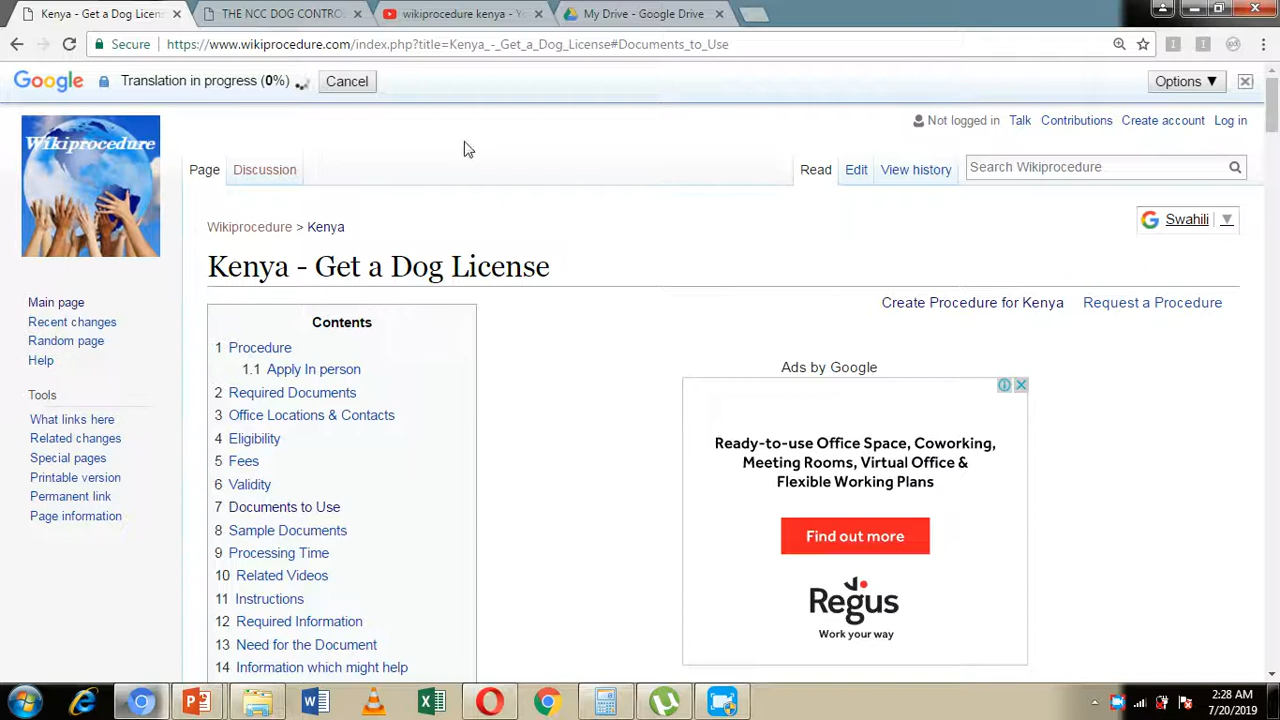 Kenya - Get a Dog Licens
THE NCC DOG CONTRO
wikiprocedure kenya - Y
My Drive - Google Drive
Secure
https://www.wikiprocedure.com/index.php?title=Kenya_-_Get_a_Dog_License#Documents_to_Use
Google Translation in progress (0%) Cancel Options ▼
Not logged in Talk Contributions Create account Log in
Wikiprocedure
Page Discussion Read Edit View history Search Wikiprocedure
Wikiprocedure > Kenya
Swahili ▼
Kenya - Get a Dog License
Create Procedure for Kenya Request a Procedure
Main page
Recent changes
Random page
Help
Tools
What links here
Related changes
Special pages
Printable version
Permanent link
Page information
Contents
1 Procedure
1.1 Apply In person
2 Required Documents
3 Office Locations & Contacts
4 Eligibility
5 Fees
6 Validity
7 Documents to Use
8 Sample Documents
9 Processing Time
10 Related Videos
11 Instructions
12 Required Information
13 Need for the Document
14 Information which might help
Ads by Google
Ready-to-use Office Space, Coworking,
Meeting Rooms, Virtual Office &
Flexible Working Plans
Find out more
Regus
Work your way
2:28 AM
7/20/2019